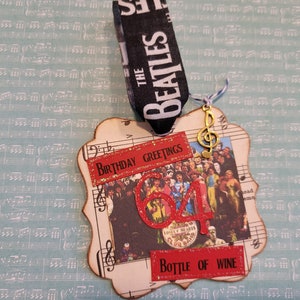 THE
BEATLES
BIRTHDAY GREETINGS
64
BOTTLE OF WINE